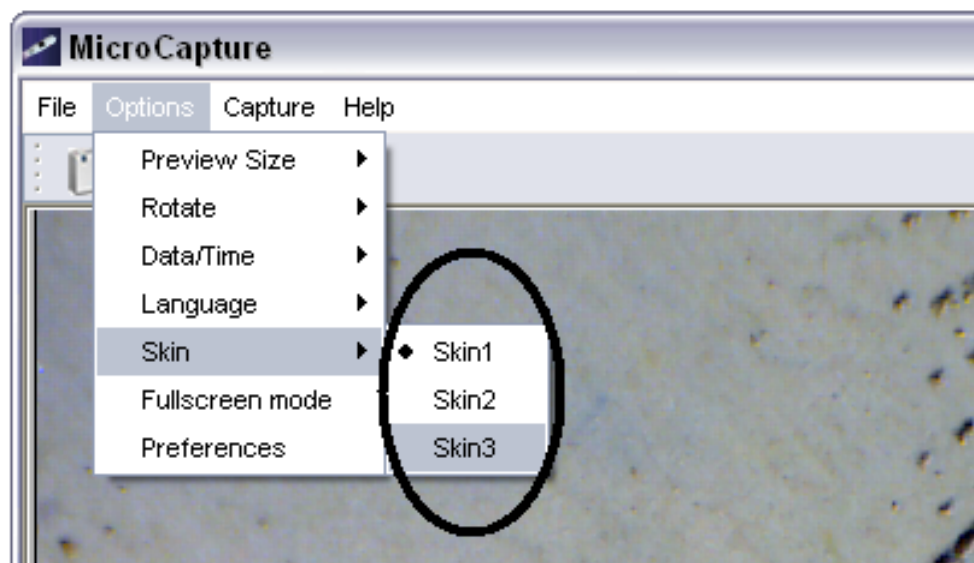 MicroCapture
File Options Capture Help
Preview Size
Rotate
Data/Time
Language
Skin
Skin1
Skin2
Skin3
Fullscreen mode
Preferences